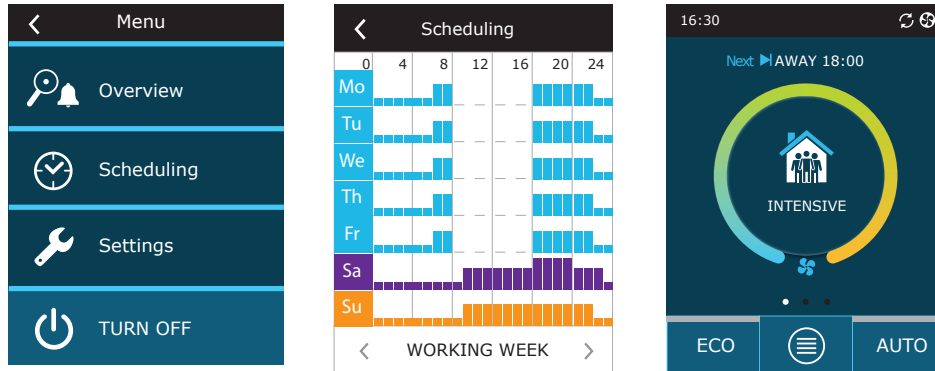 Menu
Overview
Scheduling
Settings
TURN OFF
Scheduling
0 4 8 12 16 20 24
Mo
Tu
We
Th
Fr
Sa
Su
WORKING WEEK
16:30
Next AWAY 18:00
INTENSIVE
ECO AUTO